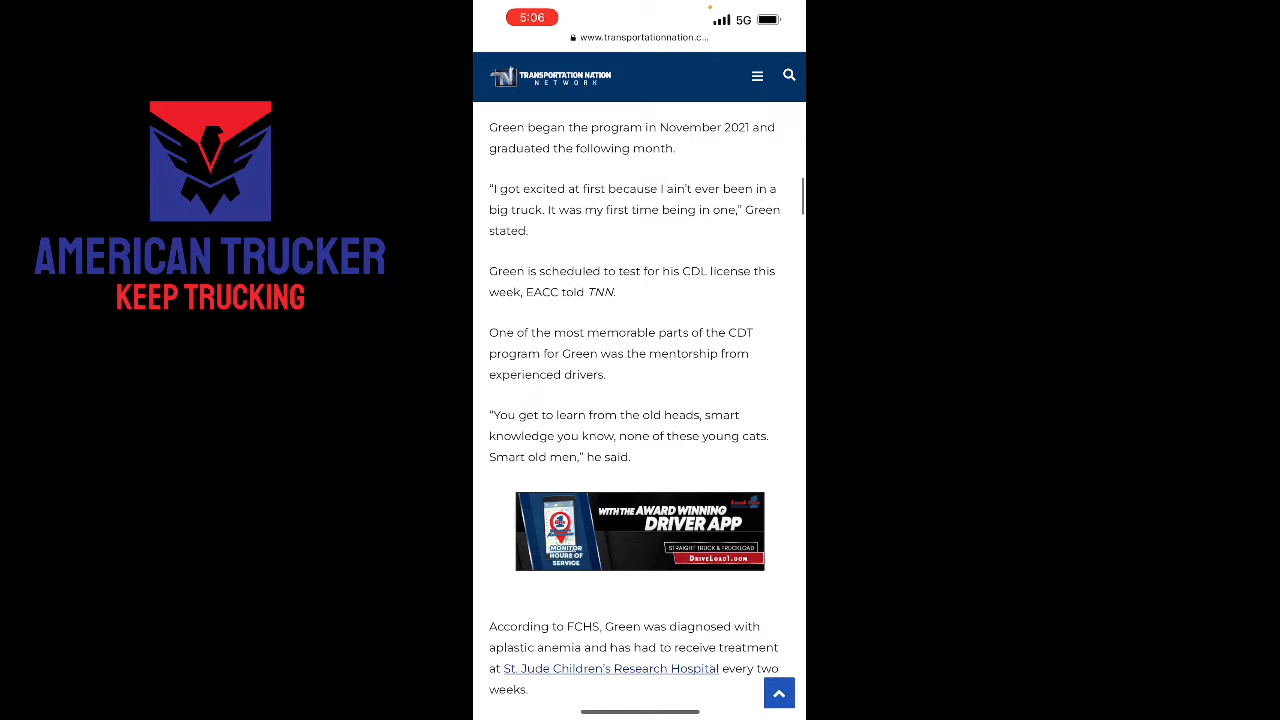 5:06
5G
www.transportationnation.c...
TN TRANSPORTATION NATION
NETWORK
AMERICAN TRUCKER
KEEP TRUCKING
Green began the program in November 2021 and
graduated the following month.
“I got excited at first because I ain’t ever been in a
big truck. It was my first time being in one,” Green
stated.
Green is scheduled to test for his CDL license this
week, EACC told TNN.
One of the most memorable parts of the CDT
program for Green was the mentorship from
experienced drivers.
“You get to learn from the old heads, smart
knowledge you know, none of these young cats.
Smart old men,” he said.
MONITOR
HOURS OF
SERVICE
WITH THE AWARD WINNING
DRIVER APP
STRAIGHT TRUCK & TRUCKLOAD
DRIVELOAD1.COM
According to FCHS, Green was diagnosed with
aplastic anemia and has had to receive treatment
at St. Jude Children’s Research Hospital every two
weeks.